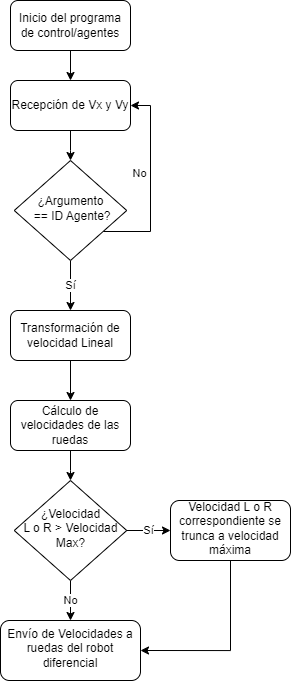 Inicio del programa
de control/agentes
Recepción de Vx y Vy
No
¿Argumento
== ID Agente?
Sí
Transformación de
velocidad Lineal
Cálculo de
velocidades de las
ruedas
¿Velocidad
L o R > Velocidad
Max?
Sí
Velocidad L o R
correspondiente se
trunca a velocidad
máxima
No
Envío de Velocidades a
ruedas del robot
diferencial